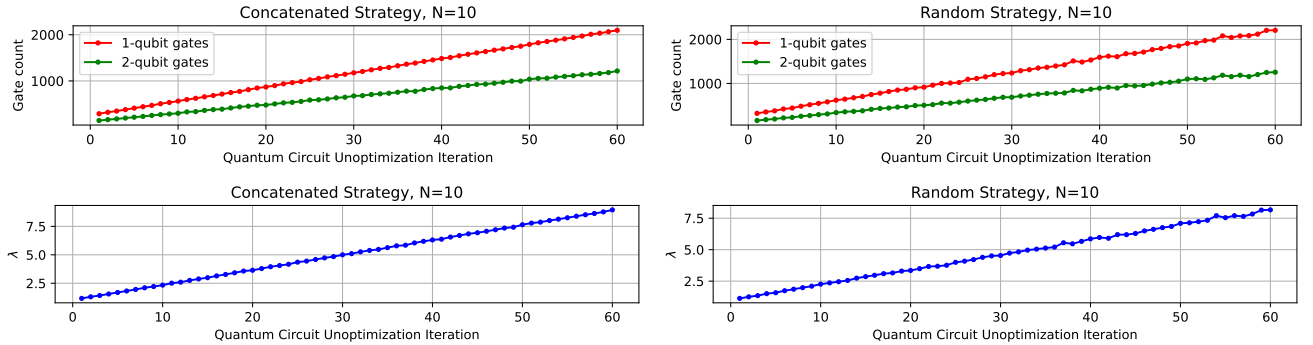 Concatenated Strategy, N=10
Gate count
2000
1000
1-qubit gates
2-qubit gates
0 10 20 30 40 50 60
Quantum Circuit Unoptimization Iteration
Random Strategy, N=10
Gate count
2000
1000
1-qubit gates
2-qubit gates
0 10 20 30 40 50 60
Quantum Circuit Unoptimization Iteration
Concatenated Strategy, N=10
λ
7.5
5.0
2.5
0 10 20 30 40 50 60
Quantum Circuit Unoptimization Iteration
Random Strategy, N=10
λ
7.5
5.0
2.5
0 10 20 30 40 50 60
Quantum Circuit Unoptimization Iteration